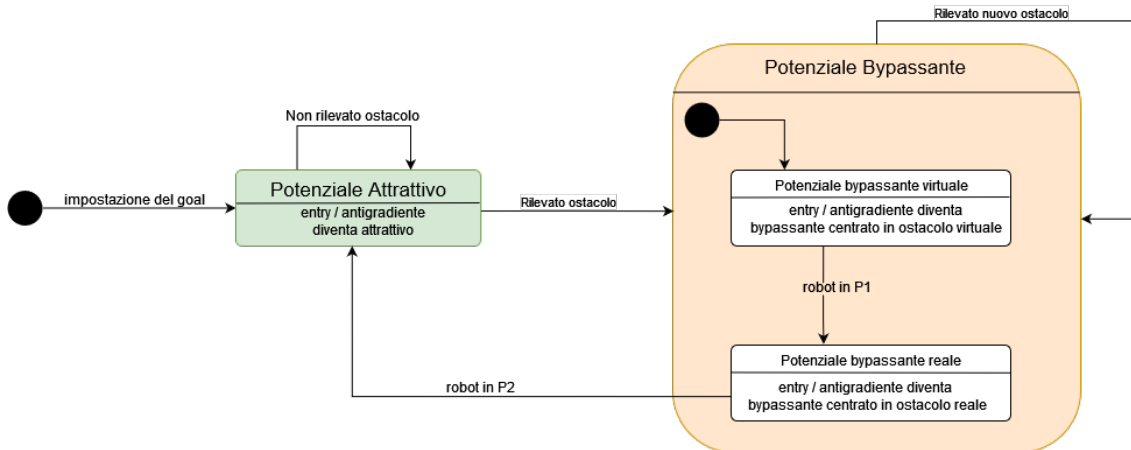 Rilevato nuovo ostacolo
Potenziale Bypassante
Non rilevato ostacolo
impostazione del goal
Potenziale Attrattivo
entry / antigradiente
diventa attrattivo
Rilevato ostacolo
Potenziale bypassante virtuale
entry / antigradiente diventa
bypassante centrato in ostacolo virtuale
robot in P1
Potenziale bypassante reale
entry / antigradiente diventa
bypassante centrato in ostacolo reale
robot in P2